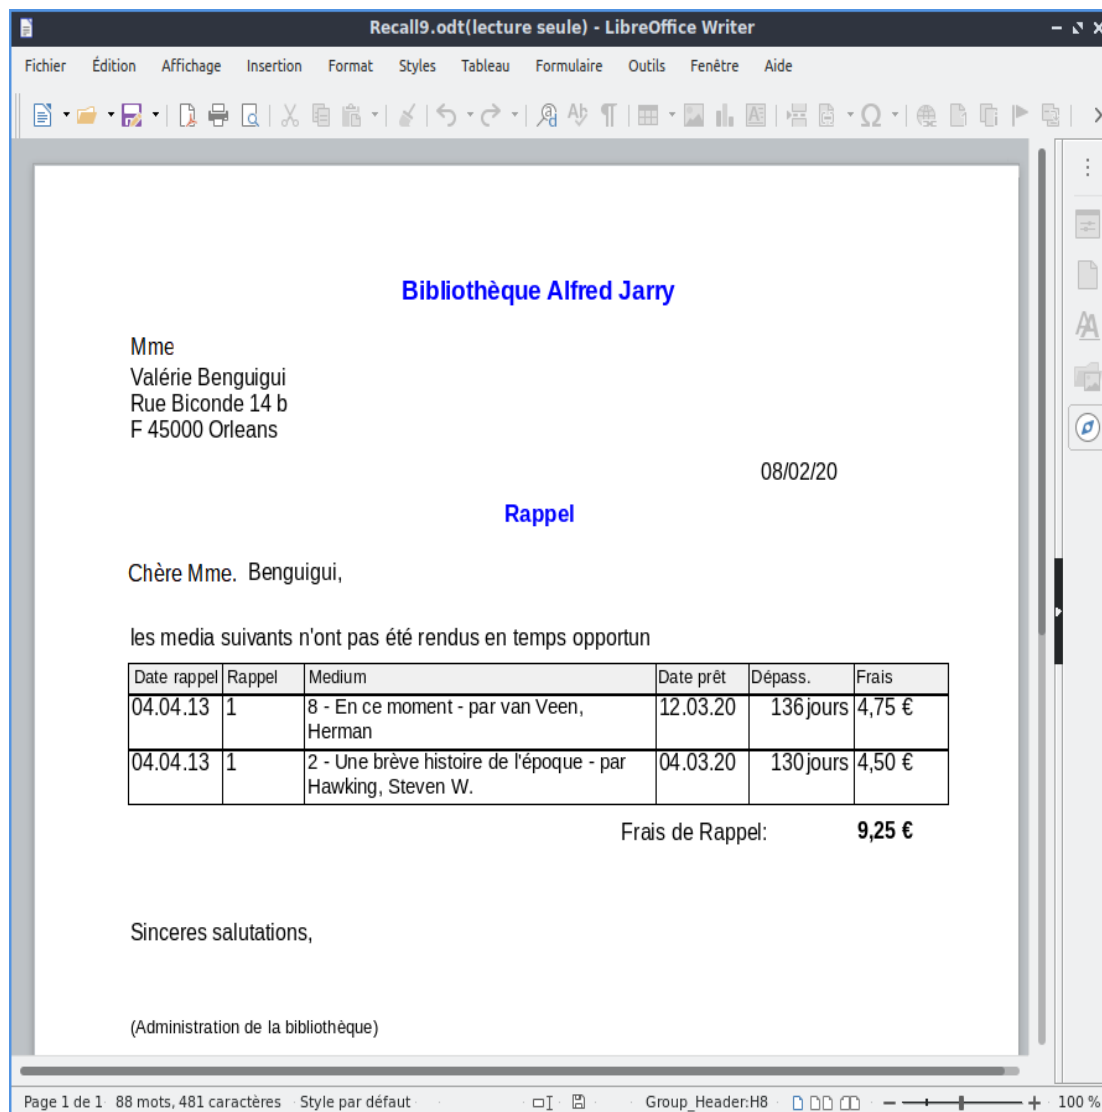 Recall9.odt(lecture seule) - LibreOffice Writer
Fichier Édition Affichage Insertion Format Styles Tableau Formulaire Outils Fenêtre Aide
Bibliothèque Alfred Jarry
Mme
Valérie Benguigui
Rue Biconde 14 b
F 45000 Orleans
08/02/20
Rappel
Chère Mme. Benguigui,
les media suivants n'ont pas été rendus en temps opportun
Date rappel Rappel Medium Date prêt Dépass. Frais
04.04.13 1 8 - En ce moment - par van Veen, 12.03.20 136 jours 4,75 €
Herman
04.04.13 1 2 - Une brève histoire de l'époque - par 04.03.20 130 jours 4,50 €
Hawking, Steven W.
Frais de Rappel: 9,25 €
Sinceres salutations,
(Administration de la bibliothèque)
Page 1 de 1 88 mots, 481 caractères Style par défaut Group_Header:H8 100 %